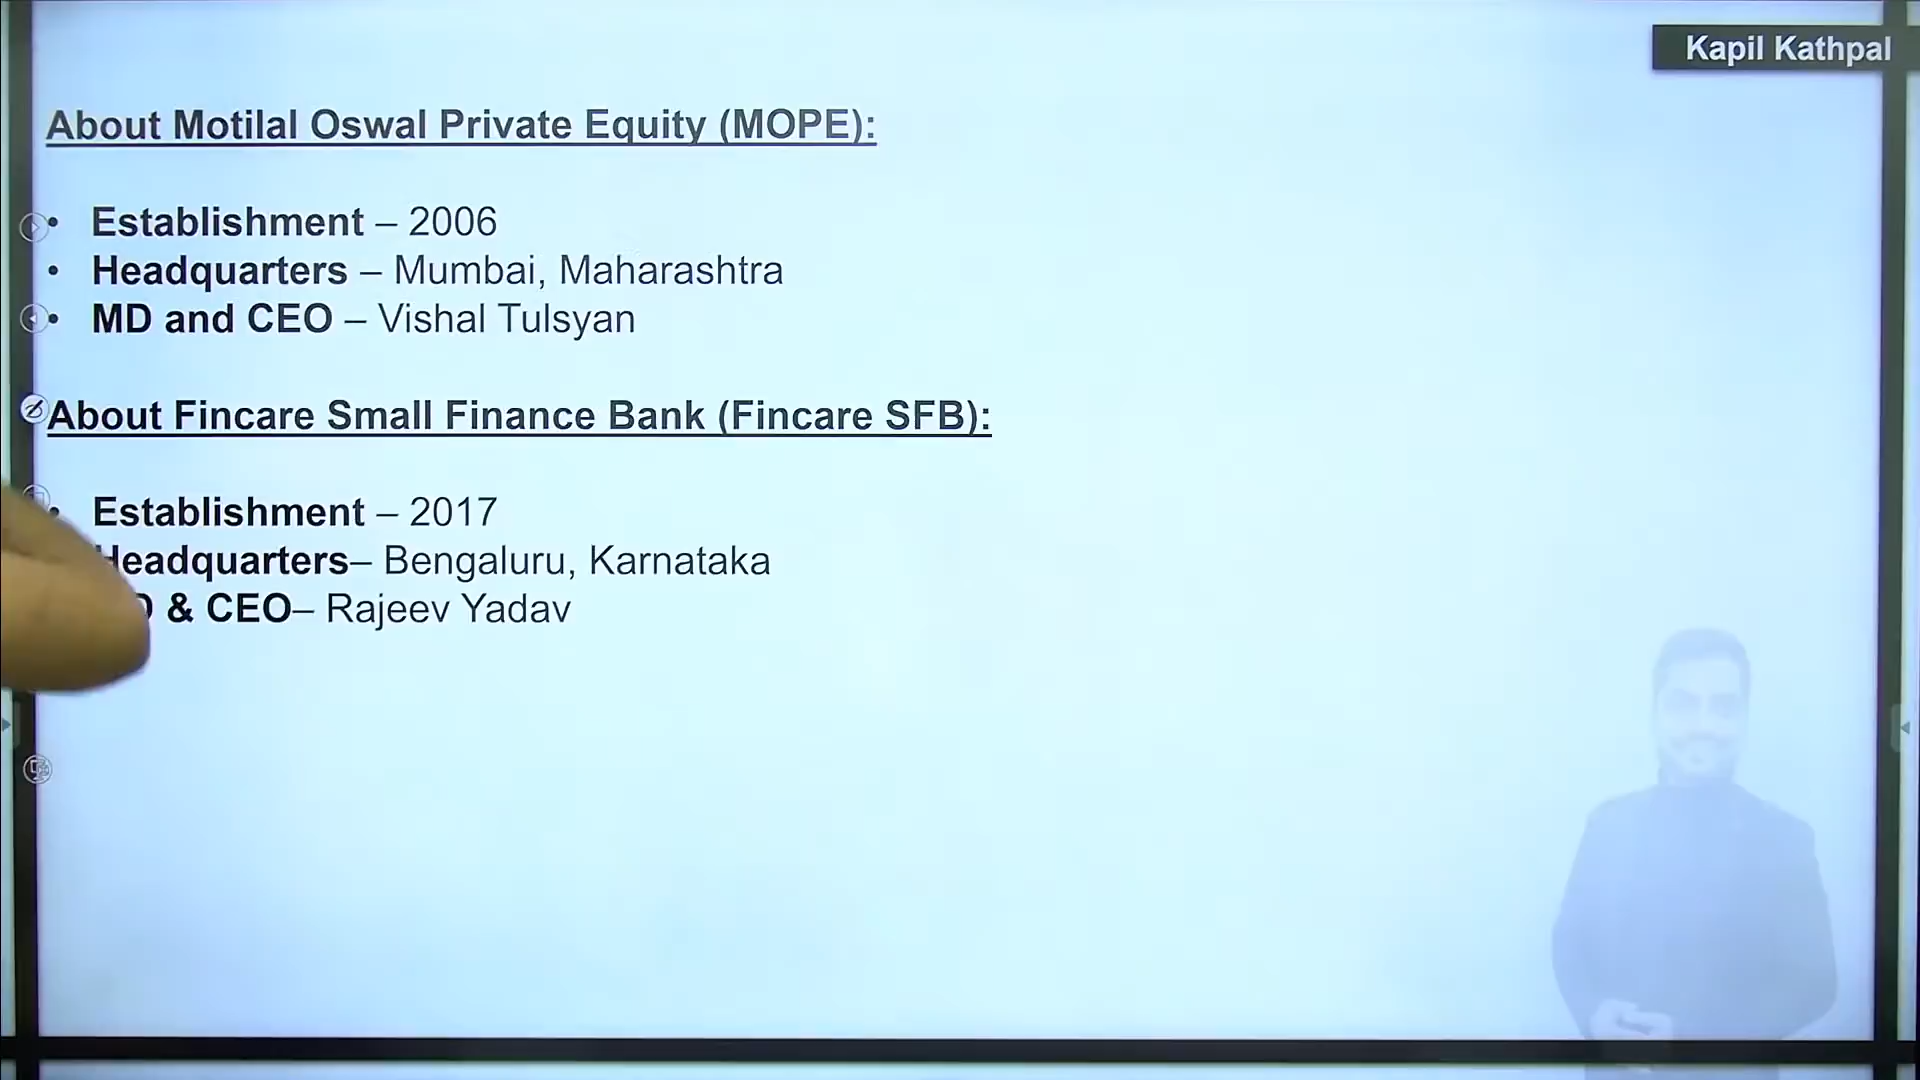 Kapil Kathpal
About Motilal Oswal Private Equity (MOPE):
• Establishment – 2006
• Headquarters – Mumbai, Maharashtra
• MD and CEO – Vishal Tulsyan
About Fincare Small Finance Bank (Fincare SFB):
• Establishment – 2017
Headquarters– Bengaluru, Karnataka
& CEO– Rajeev Yadav